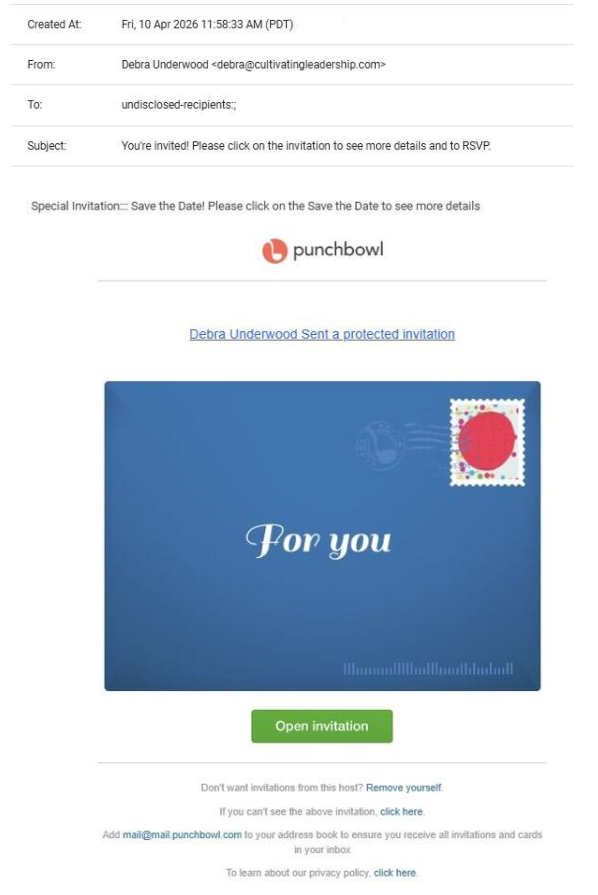 Created At: Fri, 10 Apr 2026 11:58:33 AM (PDT)
From: Debra Underwood <debra@cultivatingleadership.com>
To: undisclosed-recipients:;
Subject: You're invited! Please click on the invitation to see more details and to RSVP.
Special Invitation::: Save the Date! Please click on the Save the Date to see more details
punchbowl
Debra Underwood Sent a protected invitation
For you
Open invitation
Don't want invitations from this host? Remove yourself.
If you can't see the above invitation, click here.
Add mail@mail.punchbowl.com to your address book to ensure you receive all invitations and cards
in your inbox
To learn about our privacy policy, click here.